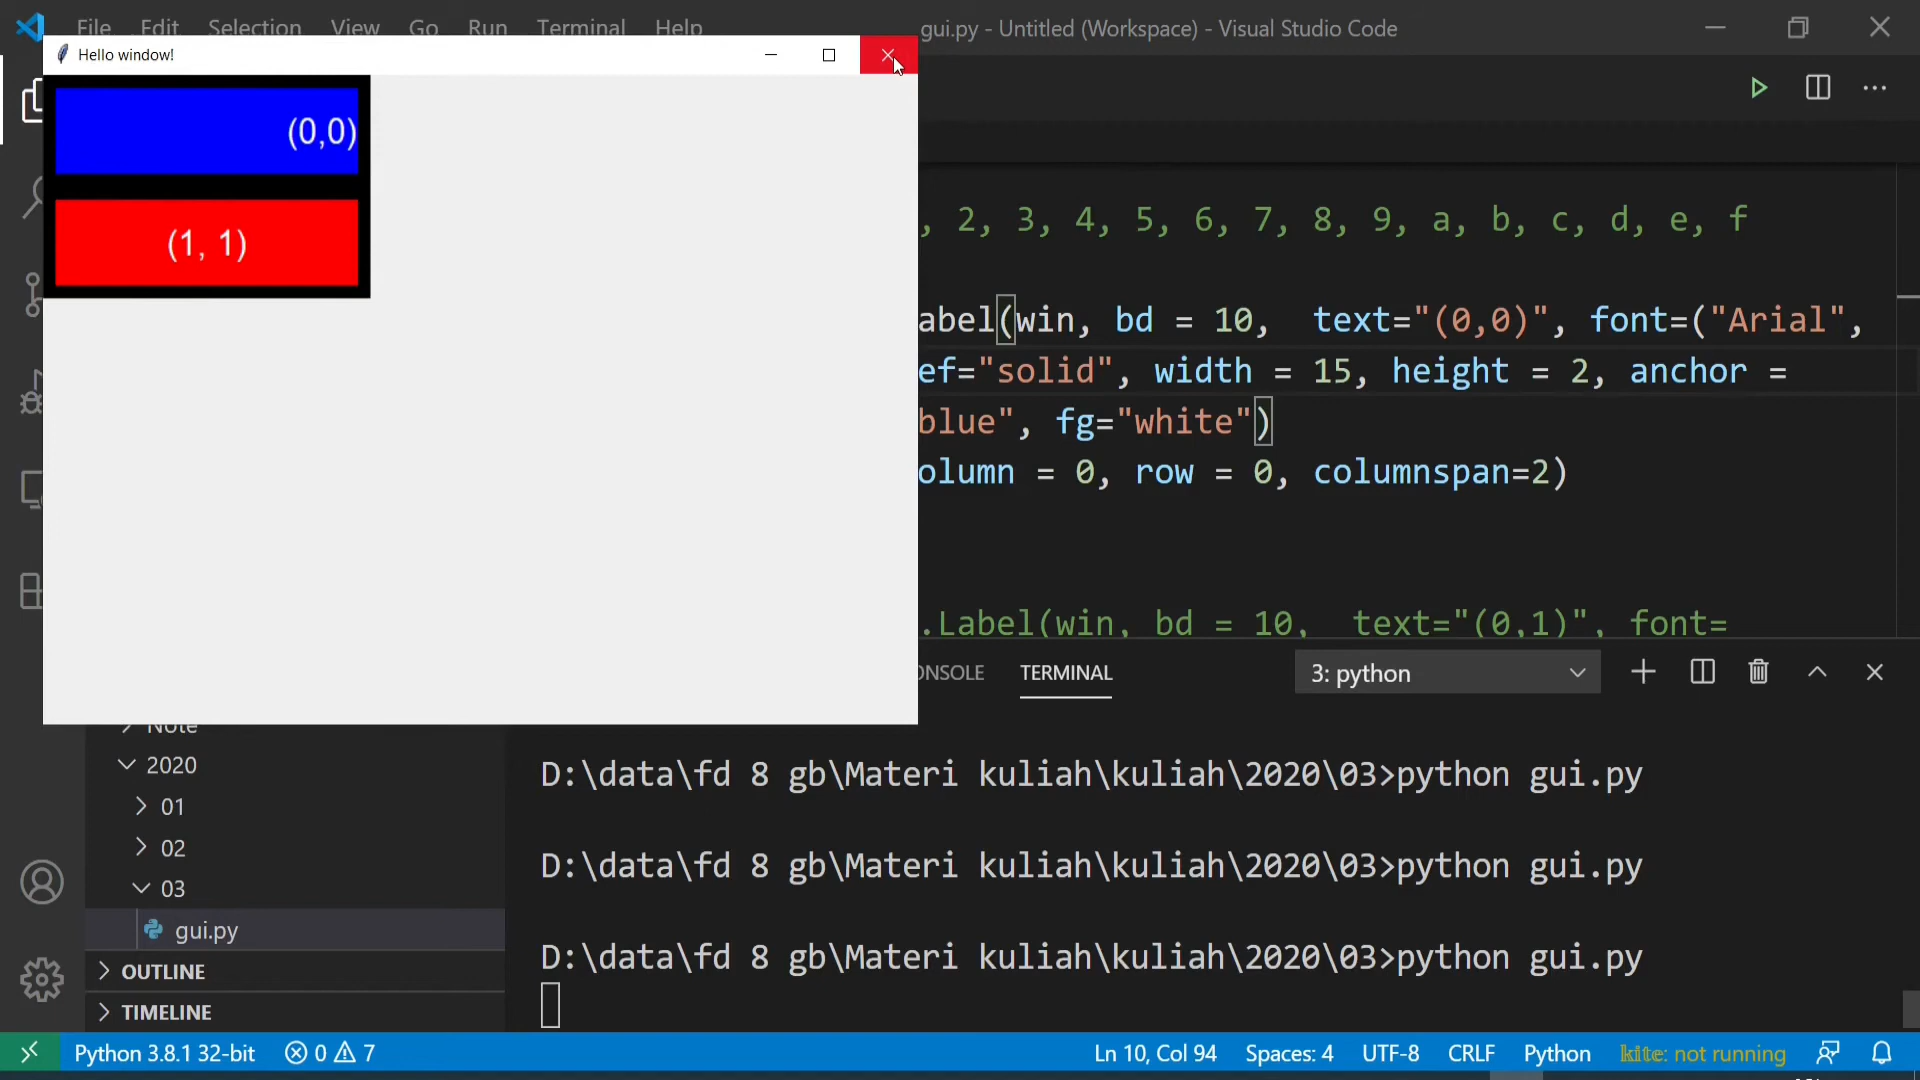 File Edit Selection View Go Run Terminal Help
gui.py - Untitled (Workspace) - Visual Studio Code
Hello window!
(0,0)
(1, 1)
, 2, 3, 4, 5, 6, 7, 8, 9, a, b, c, d, e, f
abel(win, bd = 10,  text="(0,0)", font=("Arial",
ef="solid", width = 15, height = 2, anchor =
blue", fg="white")
olumn = 0, row = 0, columnspan=2)
.Label(win, bd = 10,  text="(0,1)", font=
ONSOLE TERMINAL 3: python
Note
2020
01
02
03
gui.py
OUTLINE
TIMELINE
D:\data\fd 8 gb\Materi kuliah\kuliah\2020\03>python gui.py
D:\data\fd 8 gb\Materi kuliah\kuliah\2020\03>python gui.py
D:\data\fd 8 gb\Materi kuliah\kuliah\2020\03>python gui.py
Python 3.8.1 32-bit 0 7 Ln 10, Col 94 Spaces: 4 UTF-8 CRLF Python kite: not running